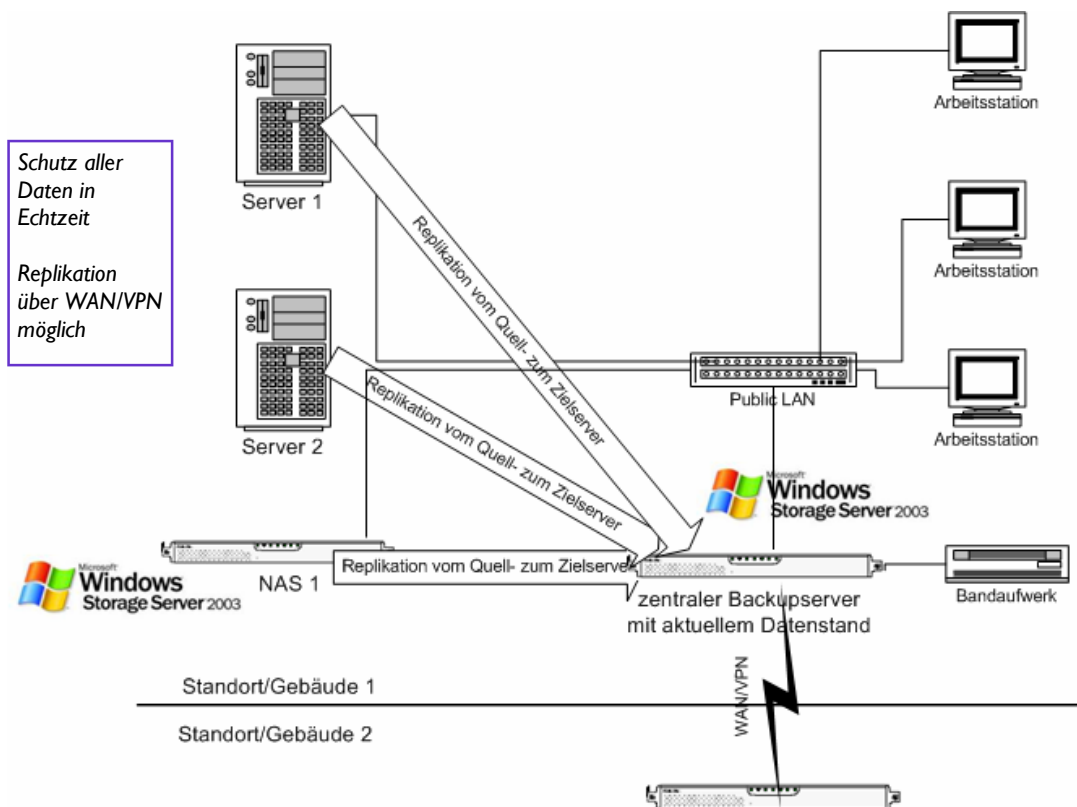 Arbeitsstation
Schutz aller
Daten in
Echtzeit
Replikation
über WAN/VPN
möglich
Server 1
Replikation vom Quell- zum Zielserver
Arbeitsstation
Server 2
Replikation vom Quell- zum Zielserver
Public LAN
Arbeitsstation
Microsoft
Windows
Storage Server 2003
Microsoft
Windows
Storage Server 2003
NAS 1
Replikation vom Quell- zum Zielserver
zentraler Backupserver
mit aktuellem Datenstand
Bandaufwerk
Standort/Gebäude 1
WAN/VPN
Standort/Gebäude 2